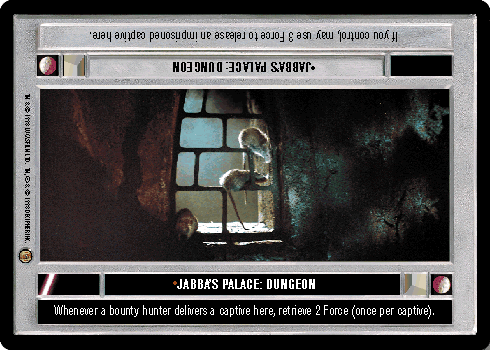 If you control, may use 3 Force to release an imprisoned captive here.
•JABBA'S PALACE: DUNGEON
•JABBA'S PALACE: DUNGEON
Whenever a bounty hunter delivers a captive here, retrieve 2 Force (once per captive).